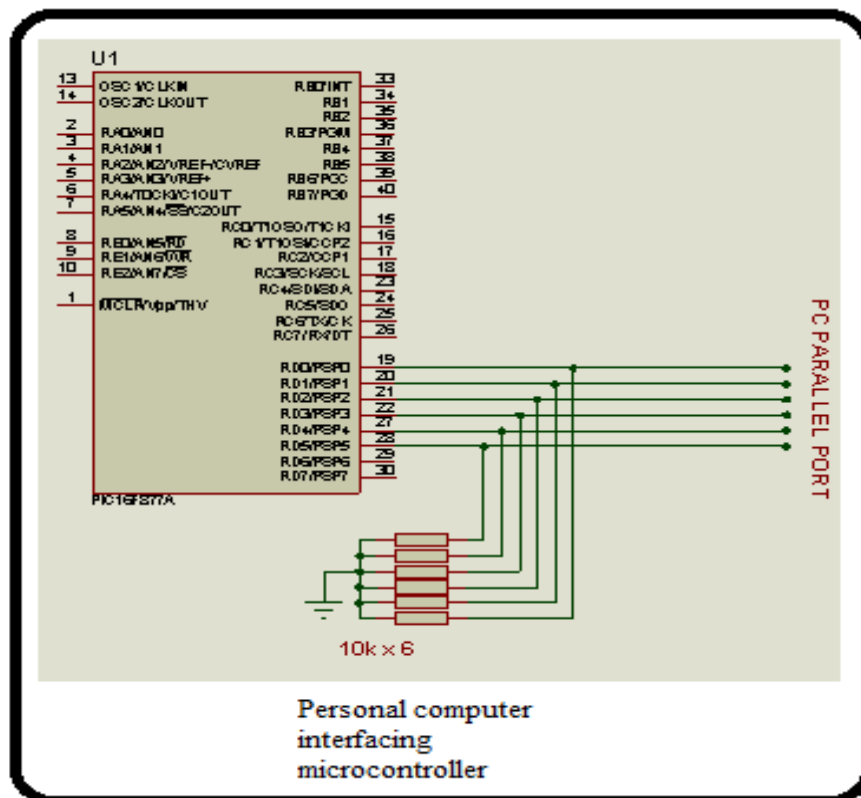 U1
13 OSC1/CLKIN
14 OSC2/CLKOUT
2 RA0/AN0
3 RA1/AN1
4 RA2/AN2/VREF-/CVREF
5 RA3/AN3/VREF+
6 RA4/T0CKI/C1OUT
7 RA5/AN4/SS/C2OUT
8 RE0/AN5/RD
9 RE1/AN6/WR
10 RE2/AN7/CS
1 MCLR/Vpp/THV
RB0/INT 33
RB1 34
RB2 35
RB3/PGM 36
RB4 37
RB5 38
RB6/PGC 39
RB7/PGD 40
RC0/T1OSO/T1CKI 15
RC1/T1OSI/CCP2 16
RC2/CCP1 17
RC3/SCK/SCL 18
RC4/SDI/SDA 23
RC5/SDO 24
RC6/TX/CK 25
RC7/RX/DT 26
RD0/PSP0 19
RD1/PSP1 20
RD2/PSP2 21
RD3/PSP3 22
RD4/PSP4 27
RD5/PSP5 28
RD6/PSP6 29
RD7/PSP7 30
PIC16F877A
PC PARALLEL PORT
10k x 6
Personal computer
interfacing
microcontroller